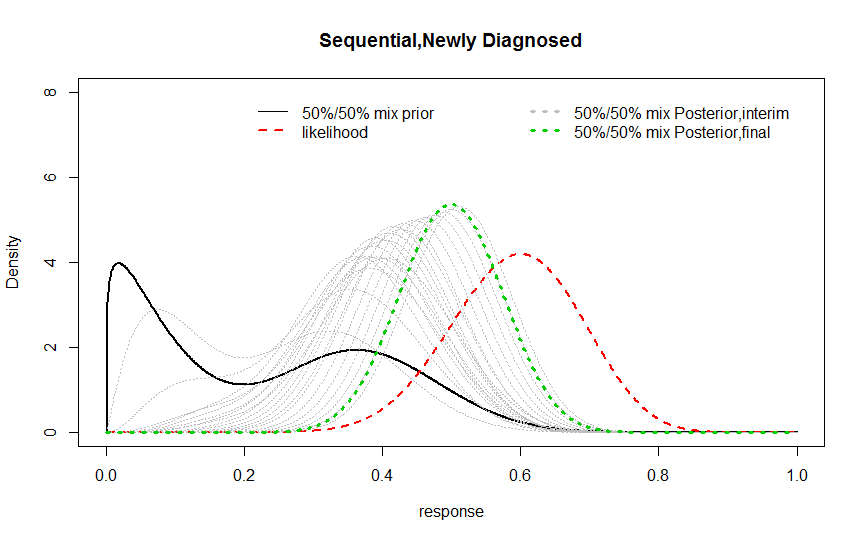 Sequential,Newly Diagnosed
50%/50% mix prior
likelihood
50%/50% mix Posterior,interim
50%/50% mix Posterior,final
Density
8
6
4
2
0
0.0 0.2 0.4 0.6 0.8 1.0
response